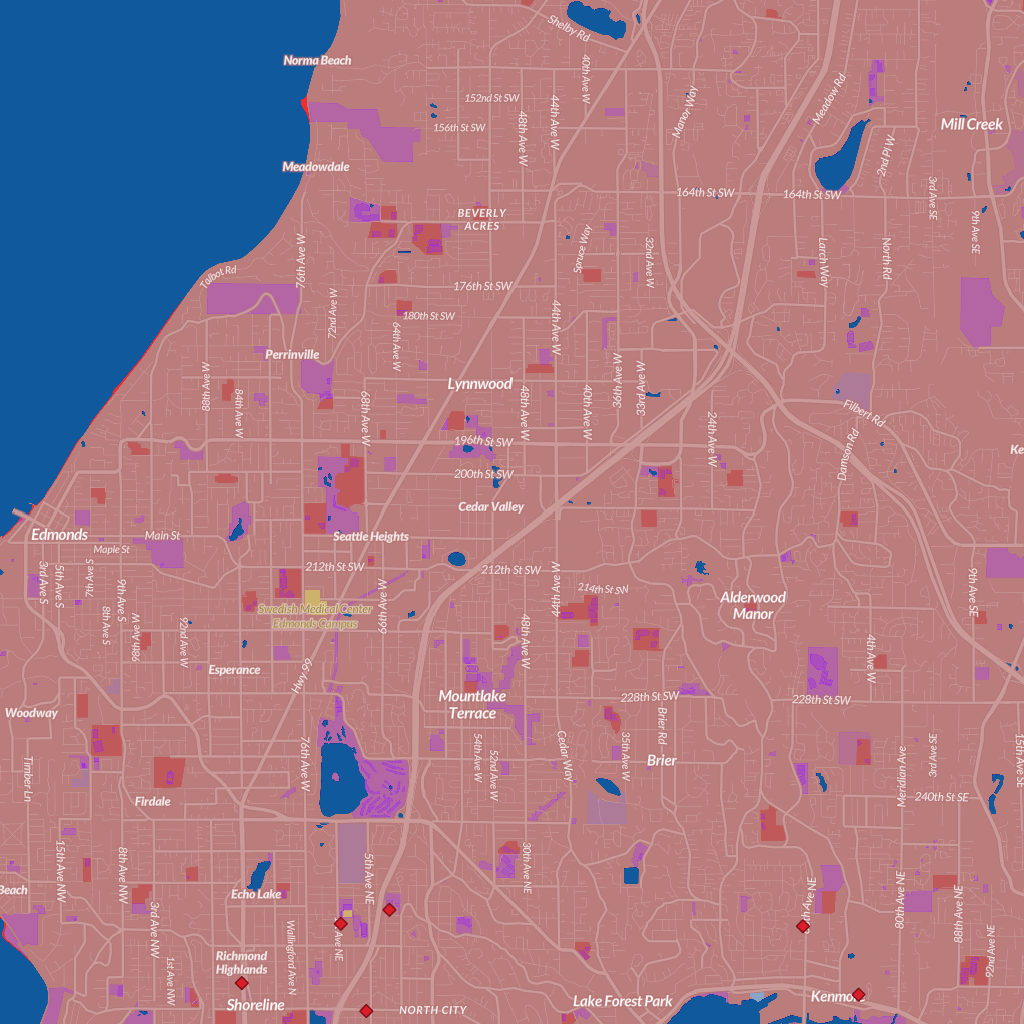 Shelby Rd
Norma Beach
40th Ave W
Manor Way
Meadow Rd
152nd St SW
44th Ave W
48th Ave W
156th St SW
Mill Creek
2nd Pl W
Meadowdale
164th St SW
164th St SW
3rd Ave SE
9th Ave SE
BEVERLY
ACRES
Spruce Way
32nd Ave W
Larch Way
North Rd
76th Ave W
Talbot Rd
176th St SW
72nd Ave W
180th St SW
64th Ave W
44th Ave W
Perrinville
88th Ave W
84th Ave W
68th Ave W
Lynnwood
48th Ave W
40th Ave W
36th Ave W
33rd Ave W
24th Ave W
Filbert Rd
Damson Rd
196th St SW
200th St SW
Ke
Cedar Valley
Edmonds
Main St
Maple St
Seattle Heights
212th St SW
212th St SW
3rd Ave S
5th Ave S
7th Ave S
8th Ave S
9th Ave S
98th Ave W
92nd Ave W
Swedish Medical Center
Edmonds Campus
66th Ave W
44th Ave W
214th St SN
48th Ave W
Alderwood
Manor
9th Ave SE
4th Ave W
Esperance
Hwy 99
Woodway
Mountlake
Terrace
228th St SW
228th St SW
Brier Rd
35th Ave W
Cedar Way
54th Ave W
52nd Ave W
76th Ave W
Timber Ln
Brier
Meridian Ave
3rd Ave SE
15th Ave SE
240th St SE
Firdale
15th Ave NW
8th Ave NW
5th Ave NE
30th Ave NE
Beach
Echo Lake
3rd Ave NW
Wallingford Ave N
Ave NE
th Ave NE
80th Ave NE
88th Ave NE
92nd Ave NE
Richmond
Highlands
1st Ave NW
Shoreline
NORTH CITY
Lake Forest Park
Kenmore